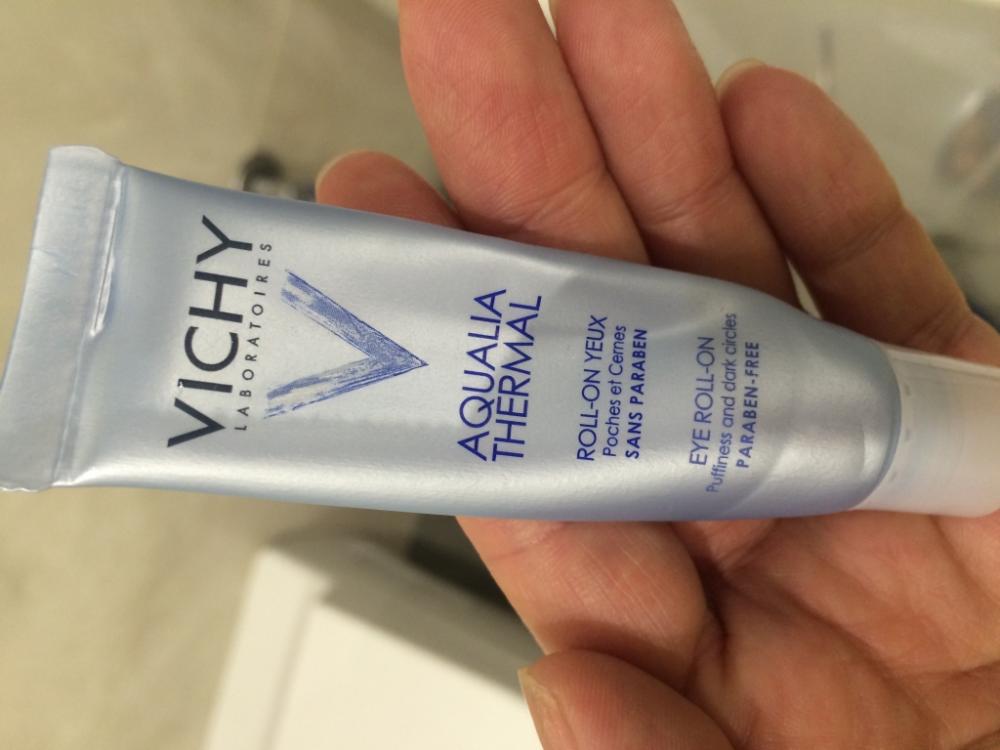 VICHY
LABORATOIRES
AQUALIA
THERMAL
ROLL-ON YEUX
Poches et Cernes
SANS PARABEN
EYE ROLL-ON
Puffiness and dark circles
PARABEN-FREE